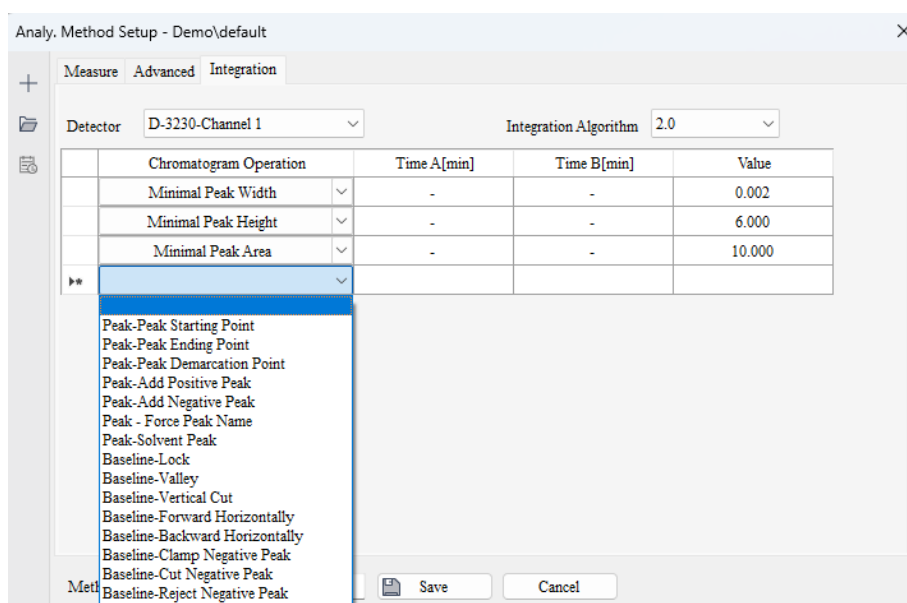 Analy. Method Setup - Demo\default
Measure Advanced Integration
Detector D-3230-Channel 1 Integration Algorithm 2.0
Chromatogram Operation Time A[min] Time B[min] Value
Minimal Peak Width - - 0.002
Minimal Peak Height - - 6.000
Minimal Peak Area - - 10.000
Peak-Peak Starting Point
Peak-Peak Ending Point
Peak-Peak Demarcation Point
Peak-Add Positive Peak
Peak-Add Negative Peak
Peak - Force Peak Name
Peak-Solvent Peak
Baseline-Lock
Baseline-Valley
Baseline-Vertical Cut
Baseline-Forward Horizontally
Baseline-Backward Horizontally
Baseline-Clamp Negative Peak
Baseline-Cut Negative Peak
Baseline-Reject Negative Peak
Save Cancel